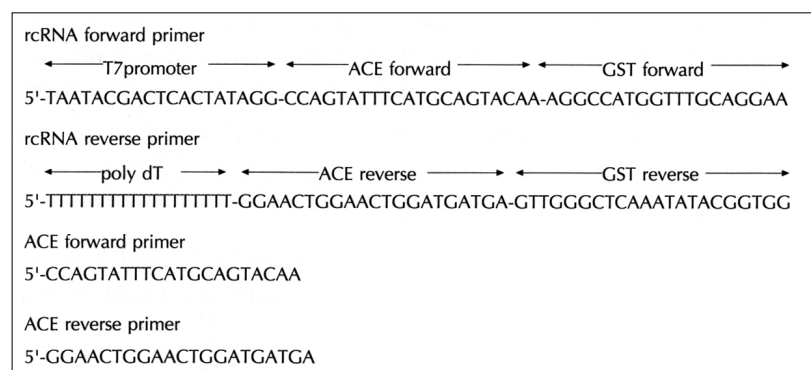 rcRNA forward primer
T7promoter ACE forward GST forward
5'-TAATACGACTCACTATAGG-CCAGTATTTCATGCAGTACAA-AGGCCATGGTTTGCAGGAA
rcRNA reverse primer
poly dT ACE reverse GST reverse
5'-TTTTTTTTTTTTTTTTTT-GGAACTGGAACTGGATGATGA-GTTGGGCTCAAATATACGGTGG
ACE forward primer
5'-CCAGTATTTCATGCAGTACAA
ACE reverse primer
5'-GGAACTGGAACTGGATGATGA